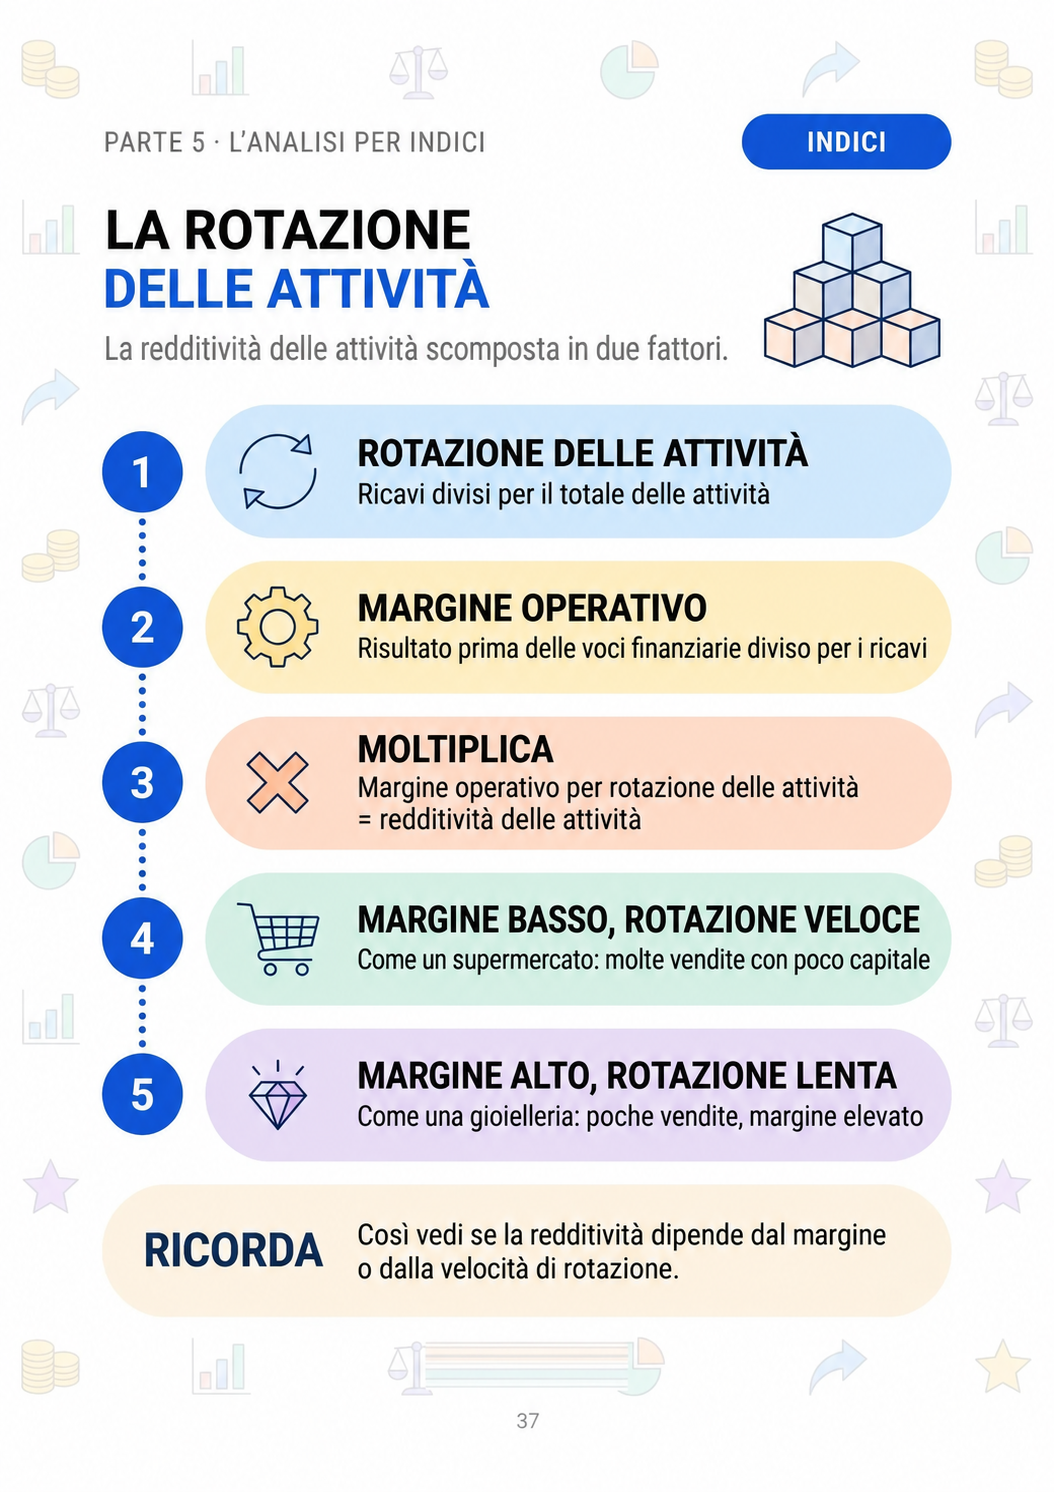 PARTE 5 · L’ANALISI PER INDICI
INDICI
LA ROTAZIONE
DELLE ATTIVITÀ
La redditività delle attività scomposta in due fattori.
1
ROTAZIONE DELLE ATTIVITÀ
Ricavi divisi per il totale delle attività
2
MARGINE OPERATIVO
Risultato prima delle voci finanziarie diviso per i ricavi
3
MOLTIPLICA
Margine operativo per rotazione delle attività
= redditività delle attività
4
MARGINE BASSO, ROTAZIONE VELOCE
Come un supermercato: molte vendite con poco capitale
5
MARGINE ALTO, ROTAZIONE LENTA
Come una gioielleria: poche vendite, margine elevato
RICORDA
Così vedi se la redditività dipende dal margine
o dalla velocità di rotazione.
37